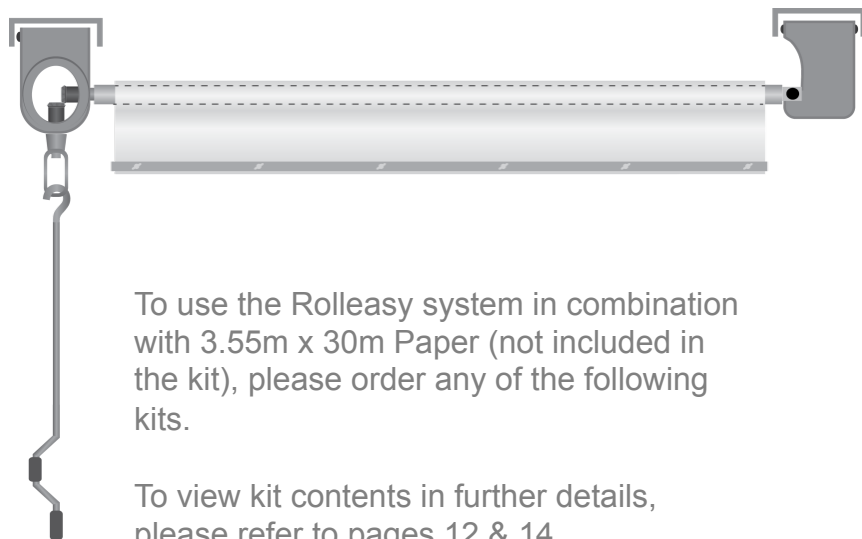 To use the Rolleasy system in combination
with 3.55m x 30m Paper (not included in
the kit), please order any of the following
kits.
To view kit contents in further details,
please refer to pages 12 & 14